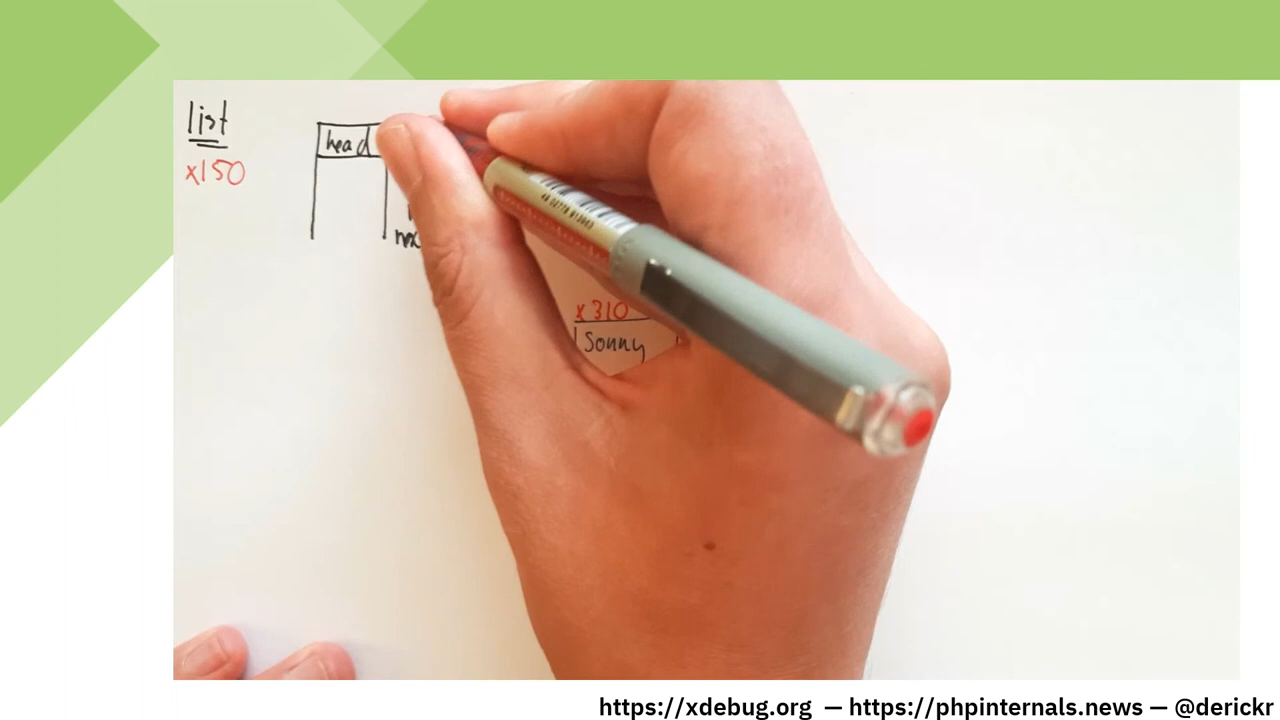 list
x150
head
x310
Sonny
https://xdebug.org — https://phpinternals.news — @derickr